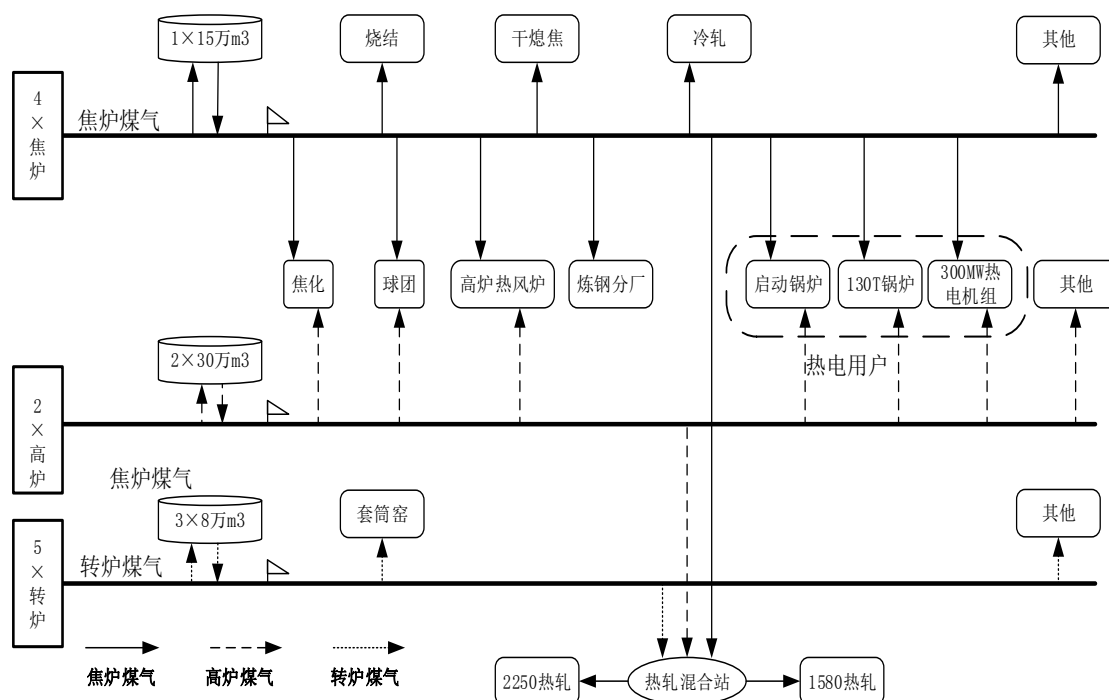 1×15万m3
烧结
干熄焦
冷轧
其他
4×焦炉
焦炉煤气
焦化
球团
高炉热风炉
炼钢分厂
启动锅炉
130T锅炉
300MW热
电机组
其他
热电用户
2×30万m3
2×高炉
焦炉煤气
3×8万m3
套筒窑
其他
5×转炉
转炉煤气
焦炉煤气
高炉煤气
转炉煤气
2250热轧
热轧混合站
1580热轧